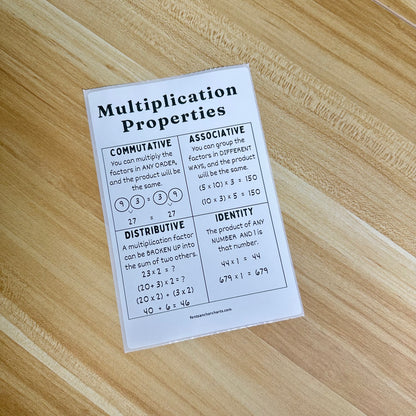 Multiplication
Properties
COMMUTATIVE
You can multiply the
factors in ANY ORDER,
and the product will be
the same.
9 3 = 3 9
27 = 27
ASSOCIATIVE
You can group the
factors in DIFFERENT
WAYS, and the product
will be the same.
(5 x 10) x 3 = 150
(10 x 3) x 5 = 150
DISTRIBUTIVE
A multiplication factor
can be BROKEN UP into
the sum of two others.
23 x 2 = ?
(20 + 3) x 2 = ?
(20 x 2) + (3 x 2)
40 + 6 = 46
IDENTITY
The product of ANY
NUMBER AND 1 is
that number.
44 x 1 = 44
679 x 1 = 679